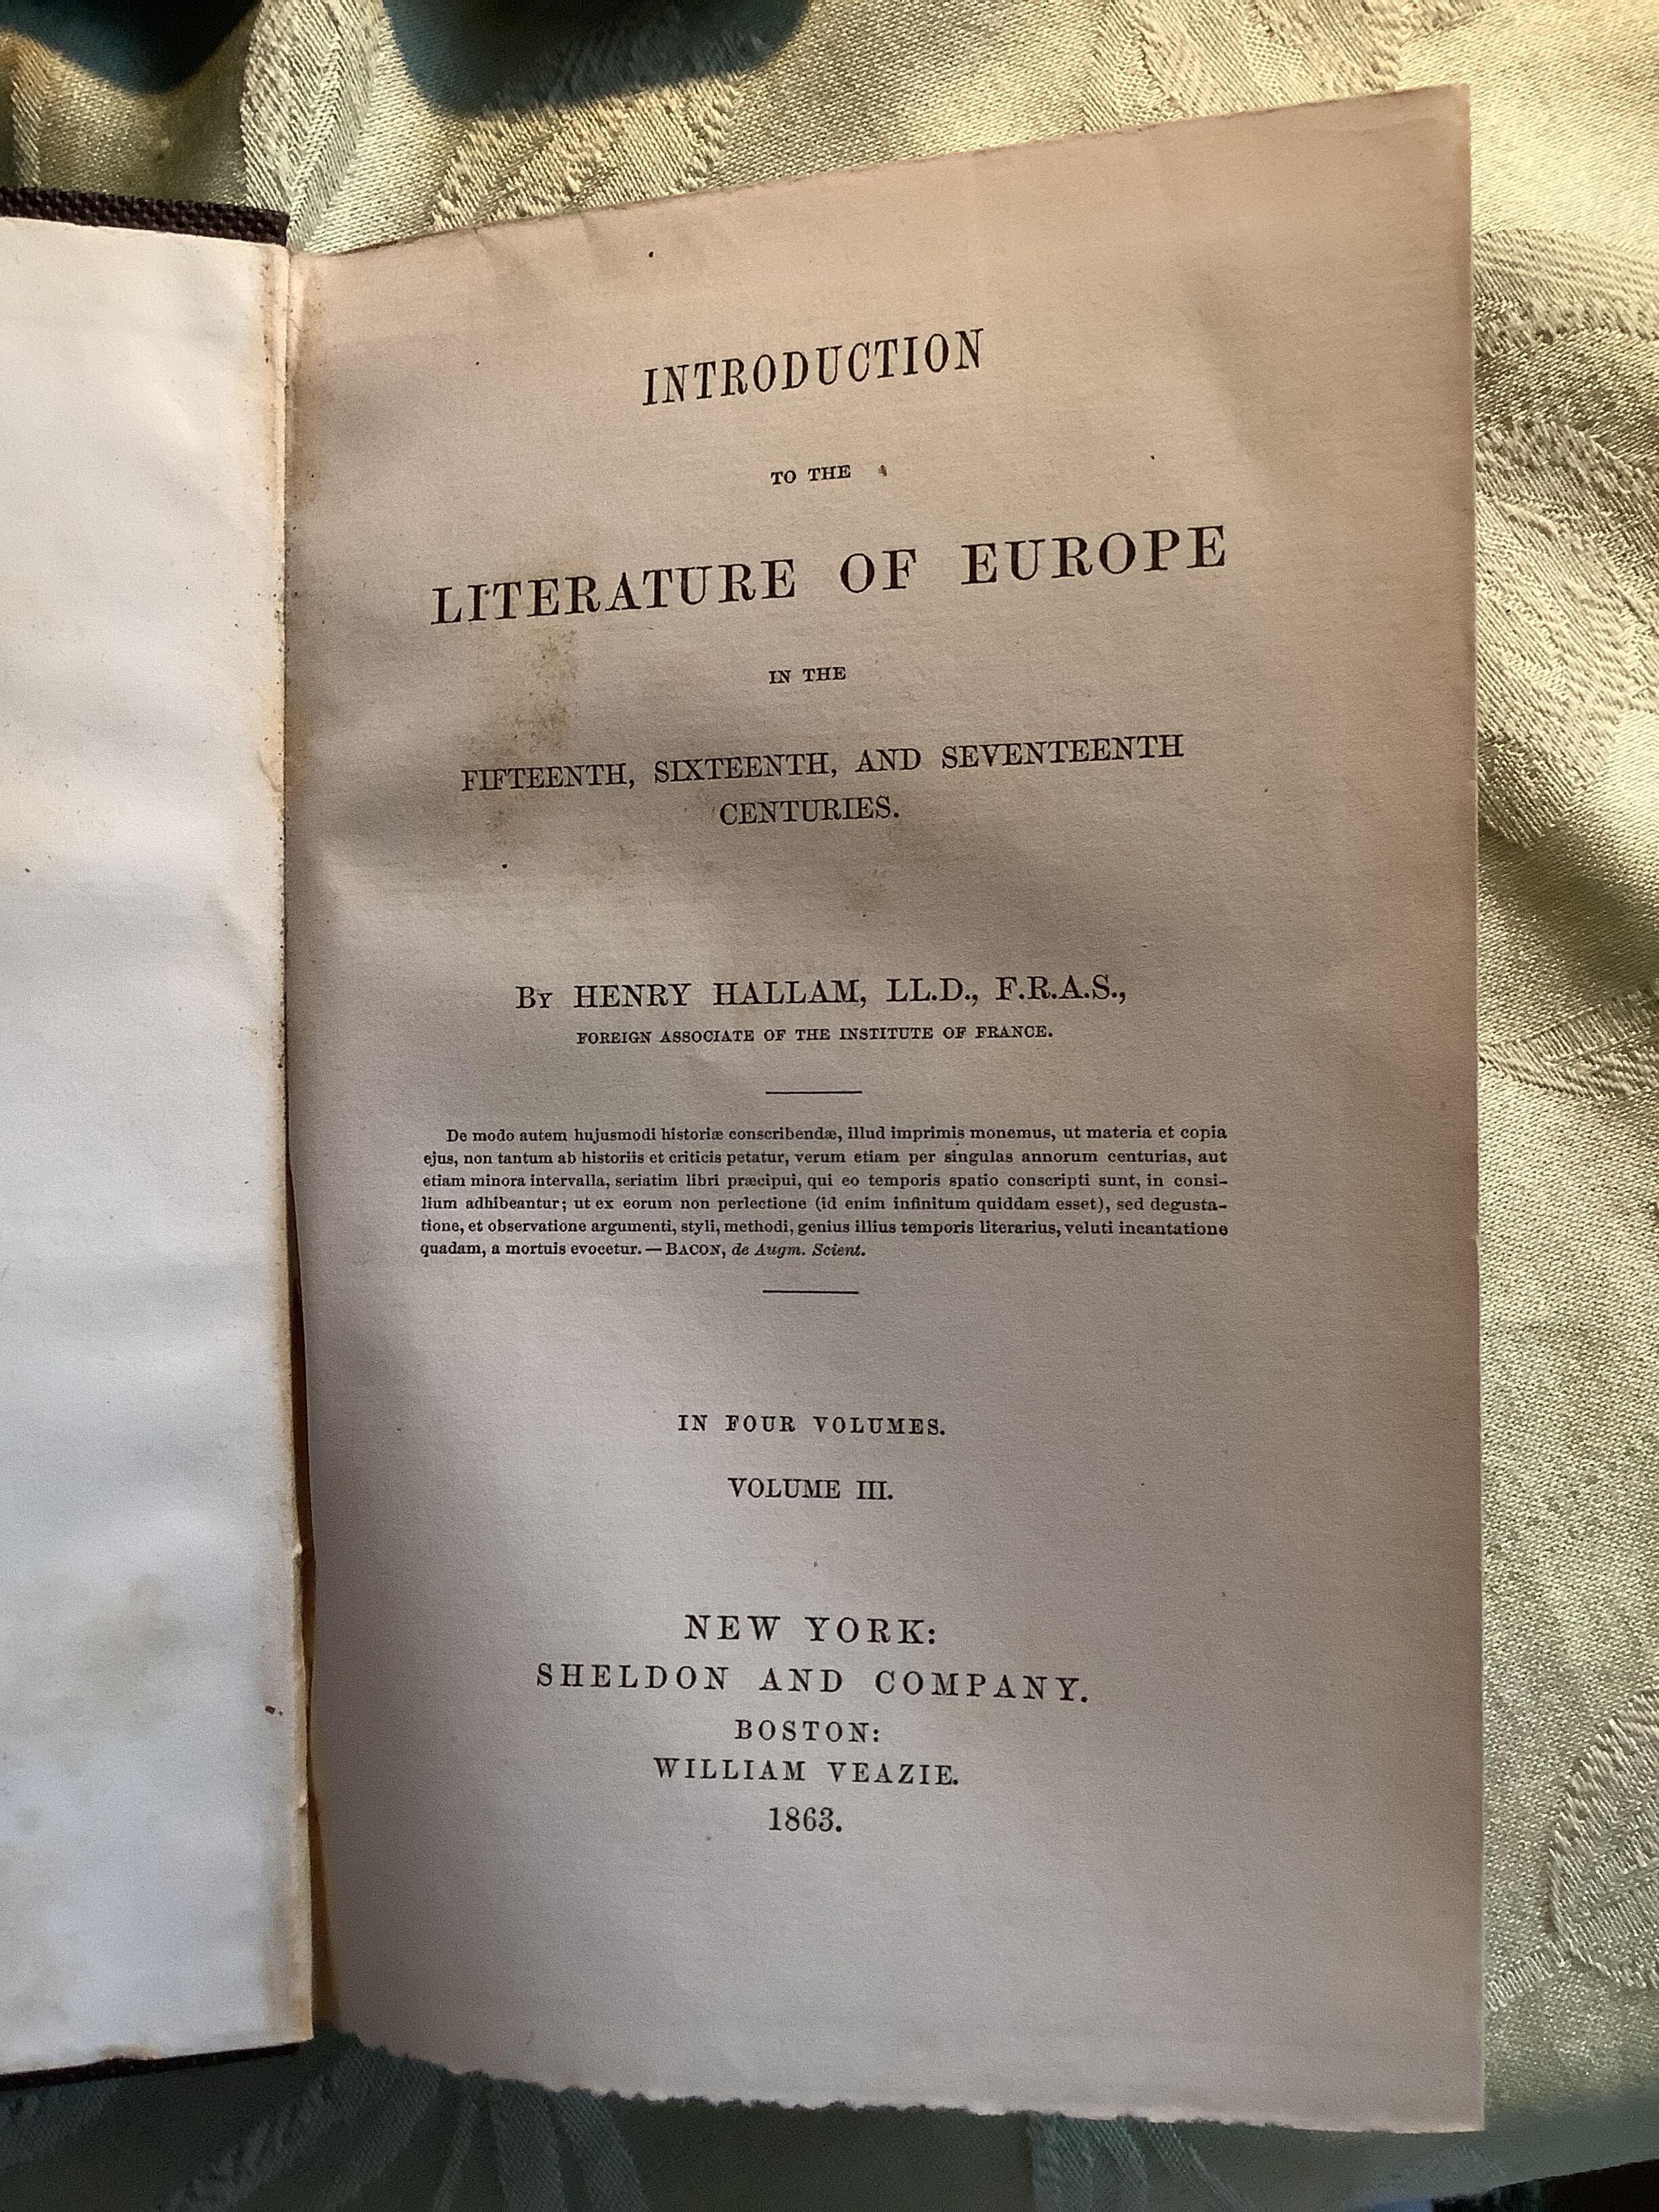 INTRODUCTION
TO THE
LITERATURE OF EUROPE
IN THE
FIFTEENTH, SIXTEENTH, AND SEVENTEENTH
CENTURIES.
BY HENRY HALLAM, LL.D., F.R.A.S.,
FOREIGN ASSOCIATE OF THE INSTITUTE OF FRANCE.
De modo autem hujusmodi historiæ conscribendæ, illud imprimis monemus, ut materia et copia
ejus, non tantum ab historiis et criticis petatur, verum etiam per singulas annorum centurias, aut
etiam minora intervalla, seriatim libri præcipui, qui eo temporis spatio conscripti sunt, in consi-
lium adhibeantur; ut ex eorum non perlectione (id enim infinitum quiddam esset), sed degusta-
tione, et observatione argumenti, styli, methodi, genius illius temporis literarius, veluti incantatione
quadam, a mortuis evocetur. — BACON, de Augm. Scient.
IN FOUR VOLUMES.
VOLUME III.
NEW YORK:
SHELDON AND COMPANY.
BOSTON:
WILLIAM VEAZIE.
1863.